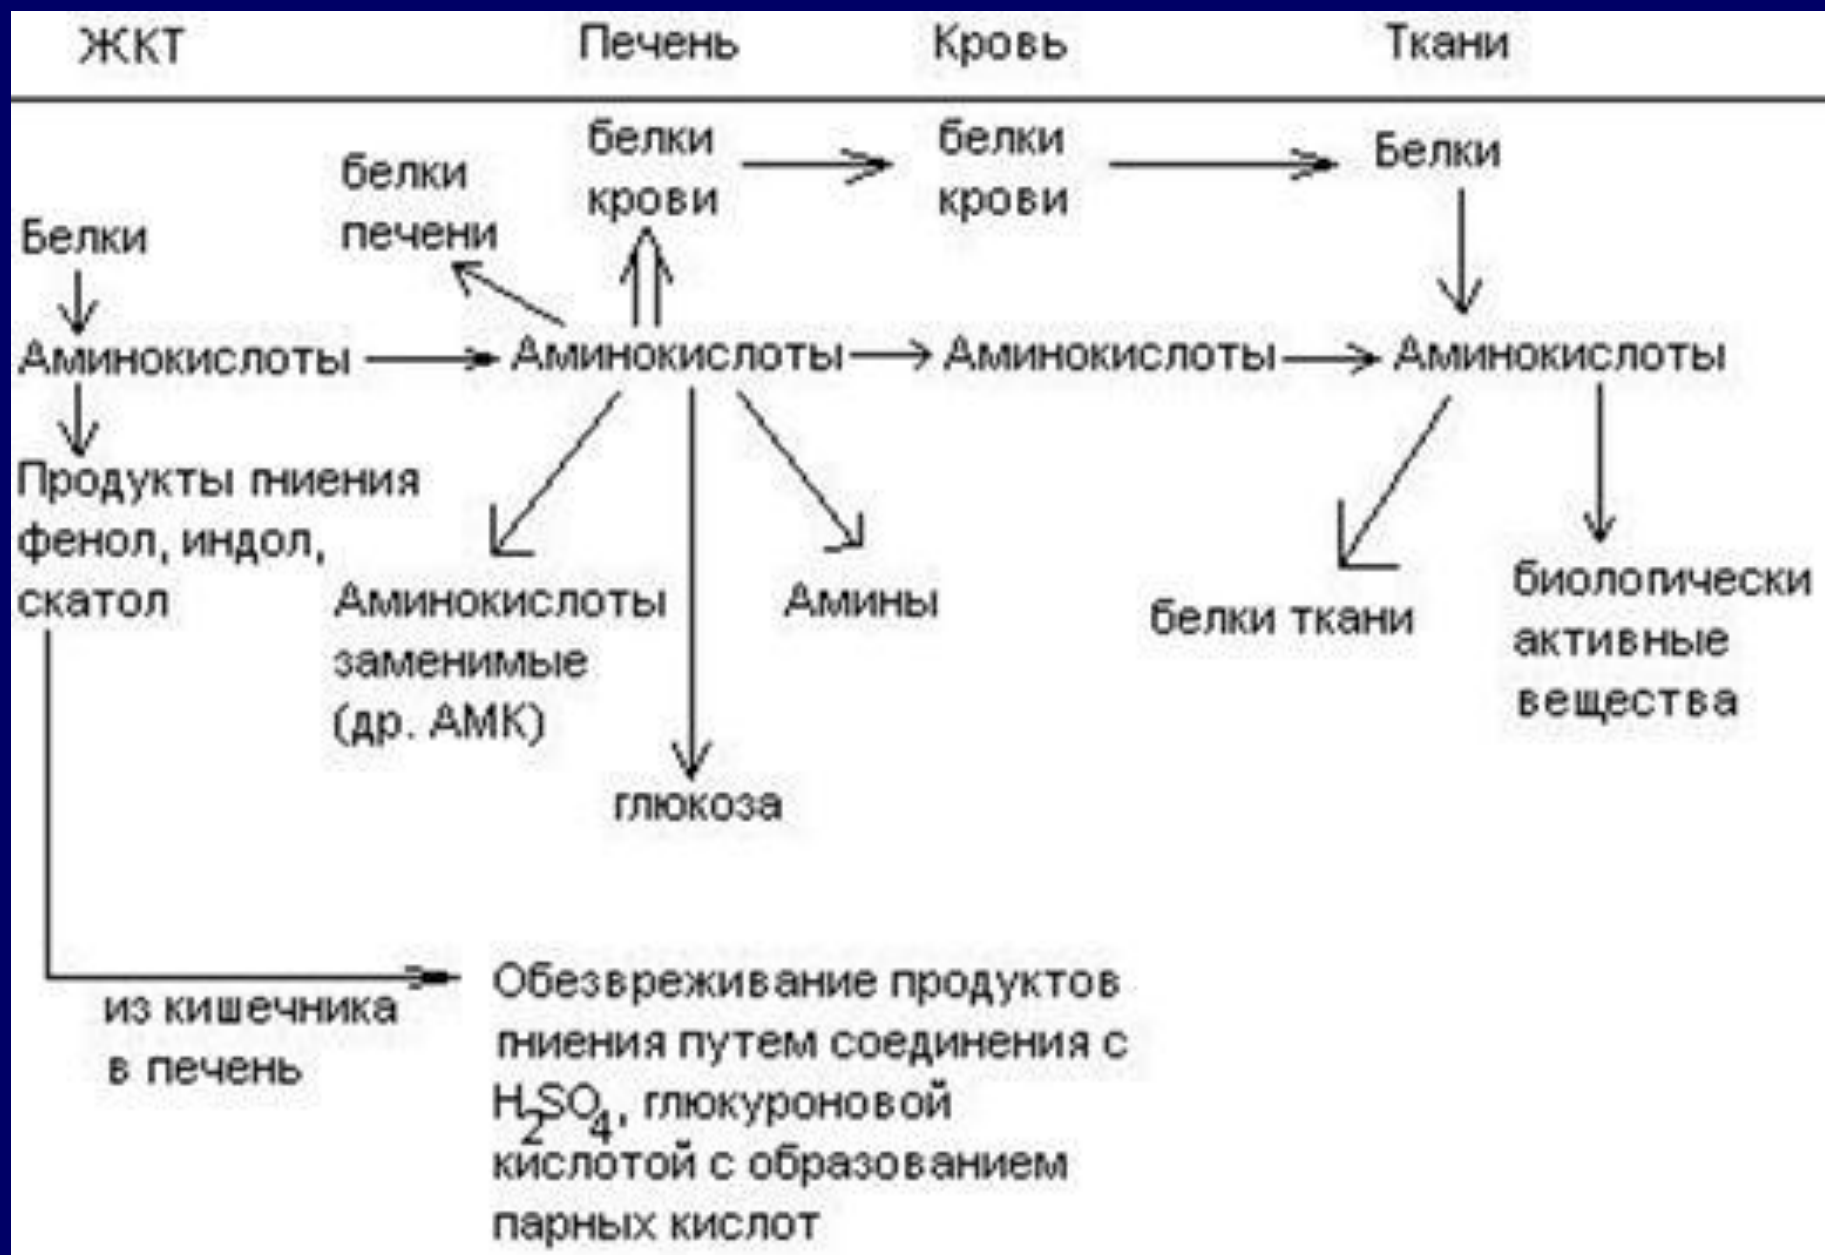 ЖКТ Печень Кровь Ткани
белки
крови
белки
крови
Белки
белки
печени
Белки
Аминокислоты Аминокислоты Аминокислоты Аминокислоты
Продукты гниения
фенол, индол,
скатол
Аминокислоты
заменимые
(др. АМК)
Амины
глюкоза
белки ткани
биологически
активные
вещества
из кишечника
в печень
Обезвреживание продуктов
гниения путем соединения с
H₂SO₄, глюкуроновой
кислотой с образованием
парных кислот